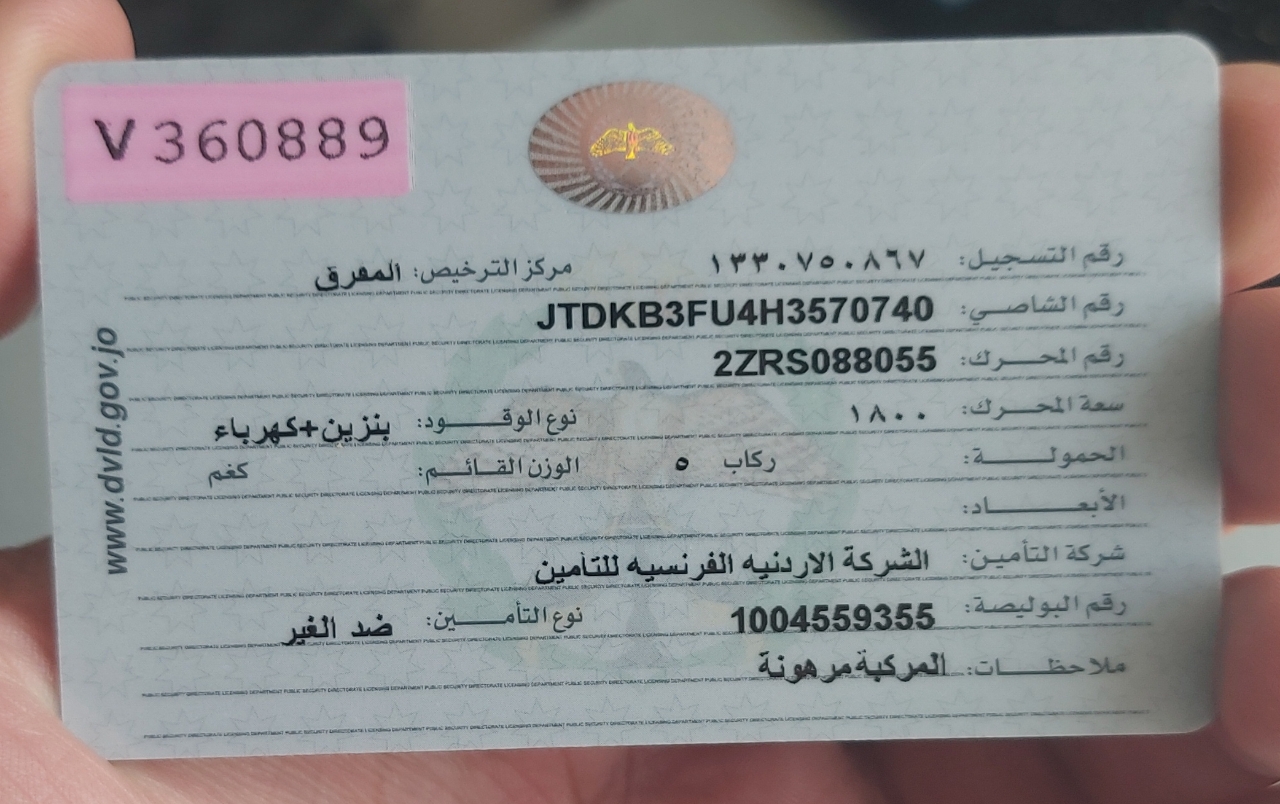 V360889
رقم التسجيل: ١٣٣٠٧٥٠٨٦٧ مركز الترخيص: المفرق
رقم الشاصي: JTDKB3FU4H3570740
رقم المحرك: 2ZRS088055
سعة المحرك: ١٨٠٠ نوع الوقود: بنزين+كهرباء
الحمولة: ركاب ٥ الوزن القائم: كغم
الأبعاد:
شركة التأمين: الشركة الاردنيه الفرنسيه للتأمين
رقم البوليصة: 1004559355 نوع التأمين: ضد الغير
ملاحظات: المركبة مرهونة
www.dvld.gov.jo
PUBLIC SECURITY DIRECTORATE LICENSING DEPARTMENT